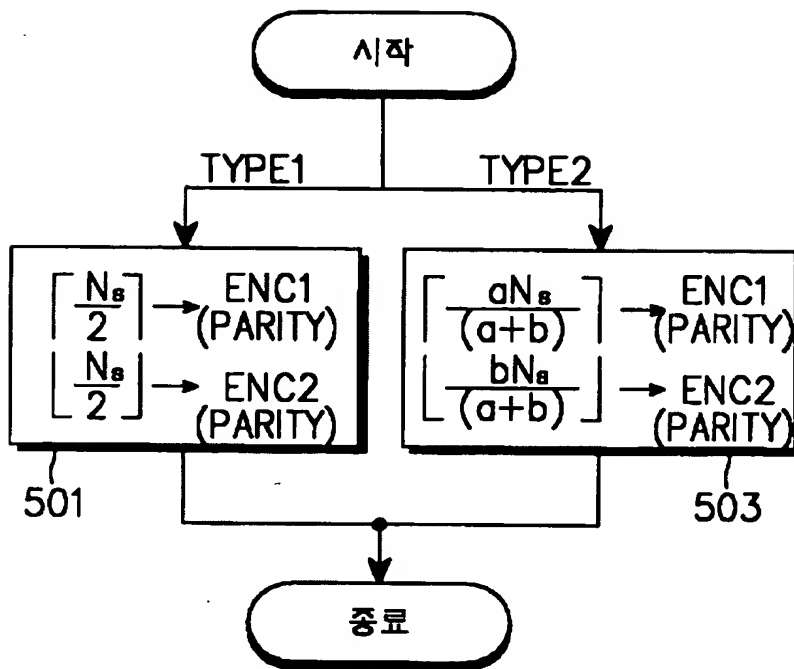 시작
TYPE1
TYPE2
[Ns/2] → ENC1
(PARITY)
[Ns/2] → ENC2
(PARITY)
[aNs/(a+b)] → ENC1
(PARITY)
[bNs/(a+b)] → ENC2
(PARITY)
501
503
종료